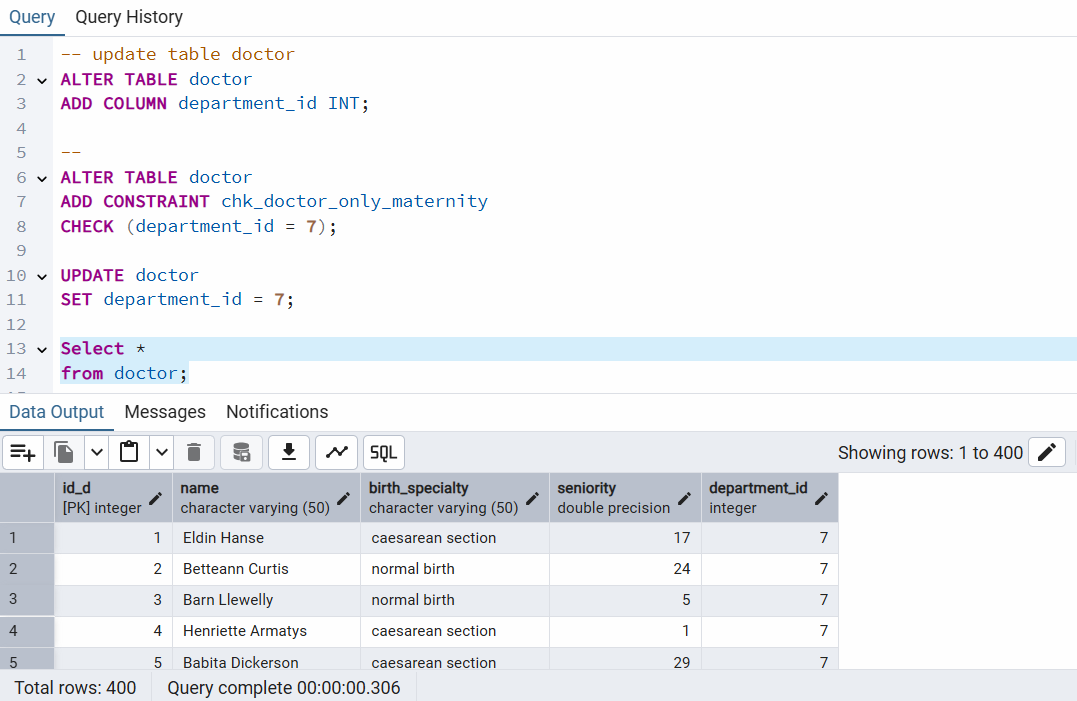 Query Query History
1 -- update table doctor
2 ALTER TABLE doctor
3 ADD COLUMN department_id INT;
4
5 --
6 ALTER TABLE doctor
7 ADD CONSTRAINT chk_doctor_only_maternity
8 CHECK (department_id = 7);
9
10 UPDATE doctor
11 SET department_id = 7;
12
13 Select *
14 from doctor;
Data Output Messages Notifications
SQL Showing rows: 1 to 400
id_d name birth_specialty seniority department_id
[PK] integer character varying (50) character varying (50) double precision integer
1 1 Eldin Hanse caesarean section 17 7
2 2 Betteann Curtis normal birth 24 7
3 3 Barn Llewelly normal birth 5 7
4 4 Henriette Armatys caesarean section 1 7
5 5 Babita Dickerson caesarean section 29 7
Total rows: 400 Query complete 00:00:00.306